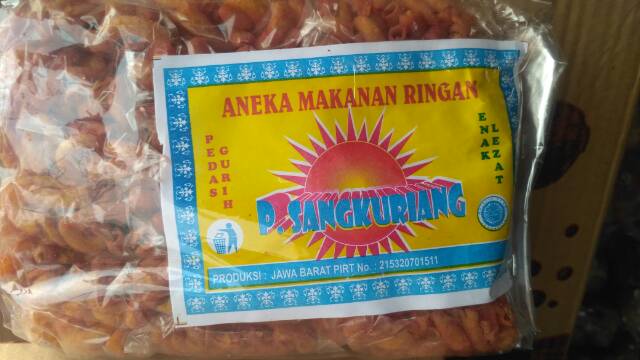 ANEKA MAKANAN RINGAN
PEDAS
GURIH
ENAK
LEZAT
P.SANGKURIANG
PRODUKSI : JAWA BARAT PIRT No. : 215320701511